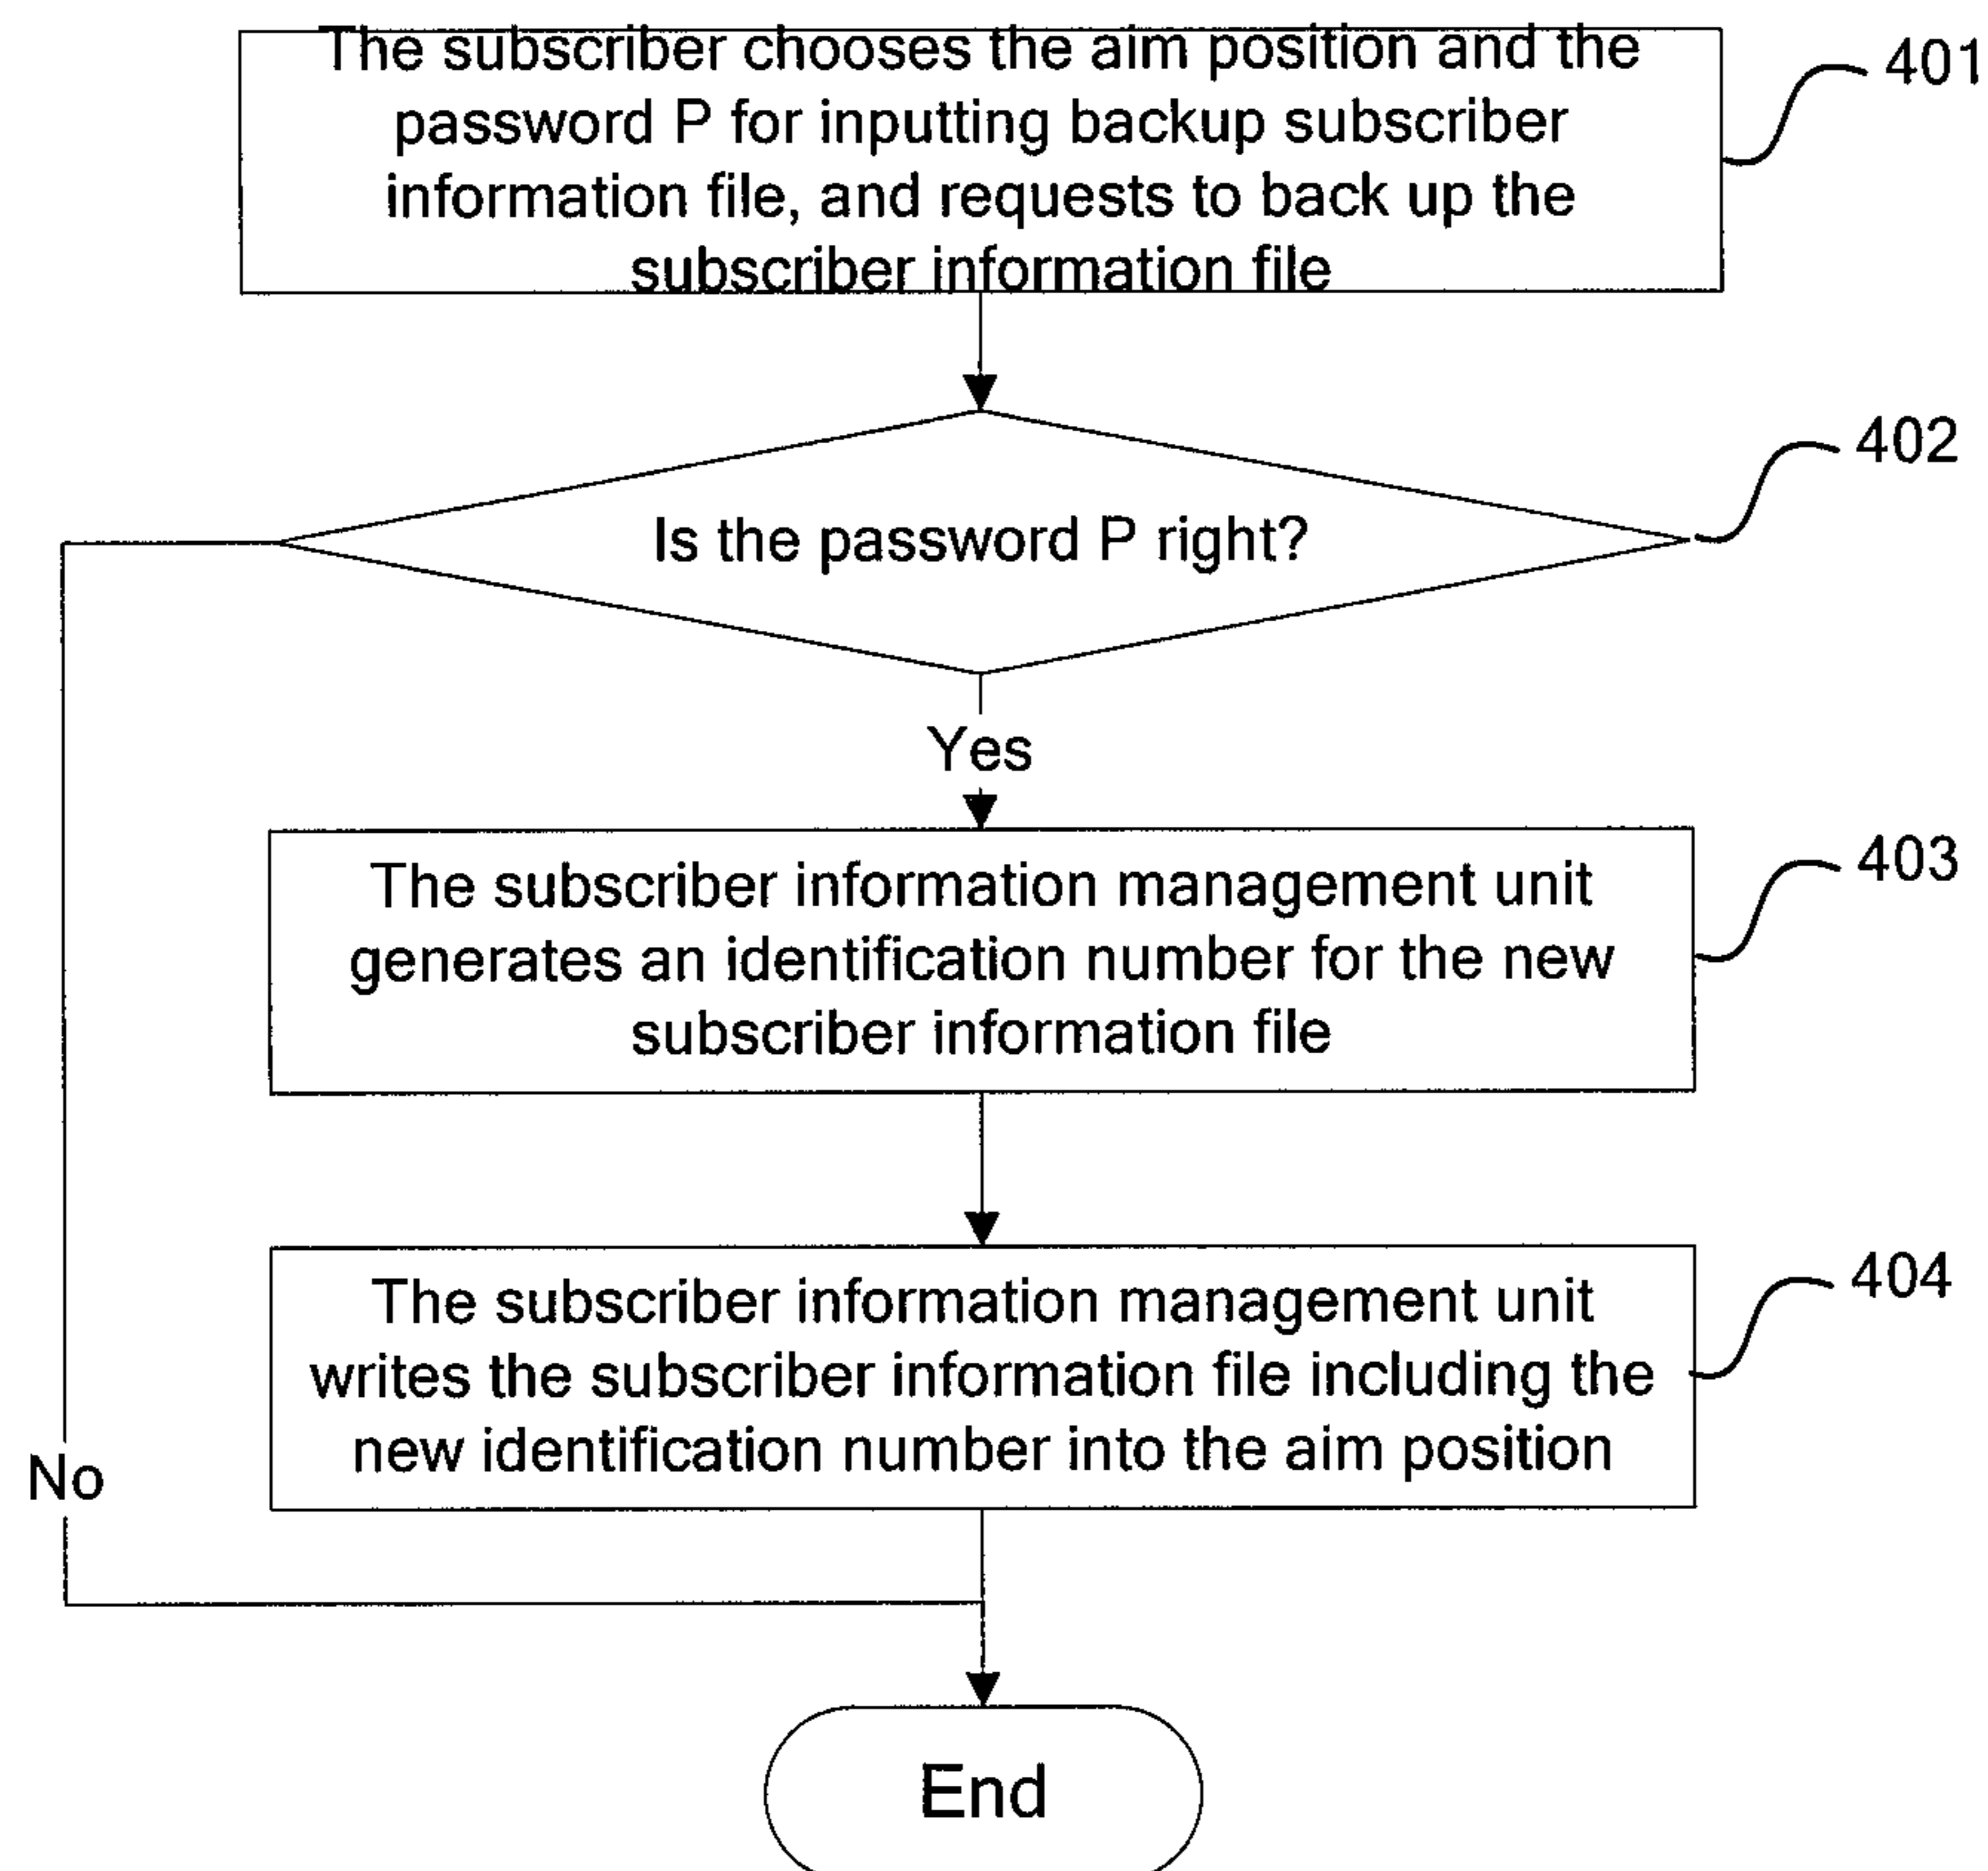 The subscriber chooses the aim position and the
password P for inputting backup subscriber
information file, and requests to back up the
subscriber information file
401
402
Is the password P right?
Yes
403
The subscriber information management unit
generates an identification number for the new
subscriber information file
404
The subscriber information management unit
writes the subscriber information file including the
new identification number into the aim position
No
End